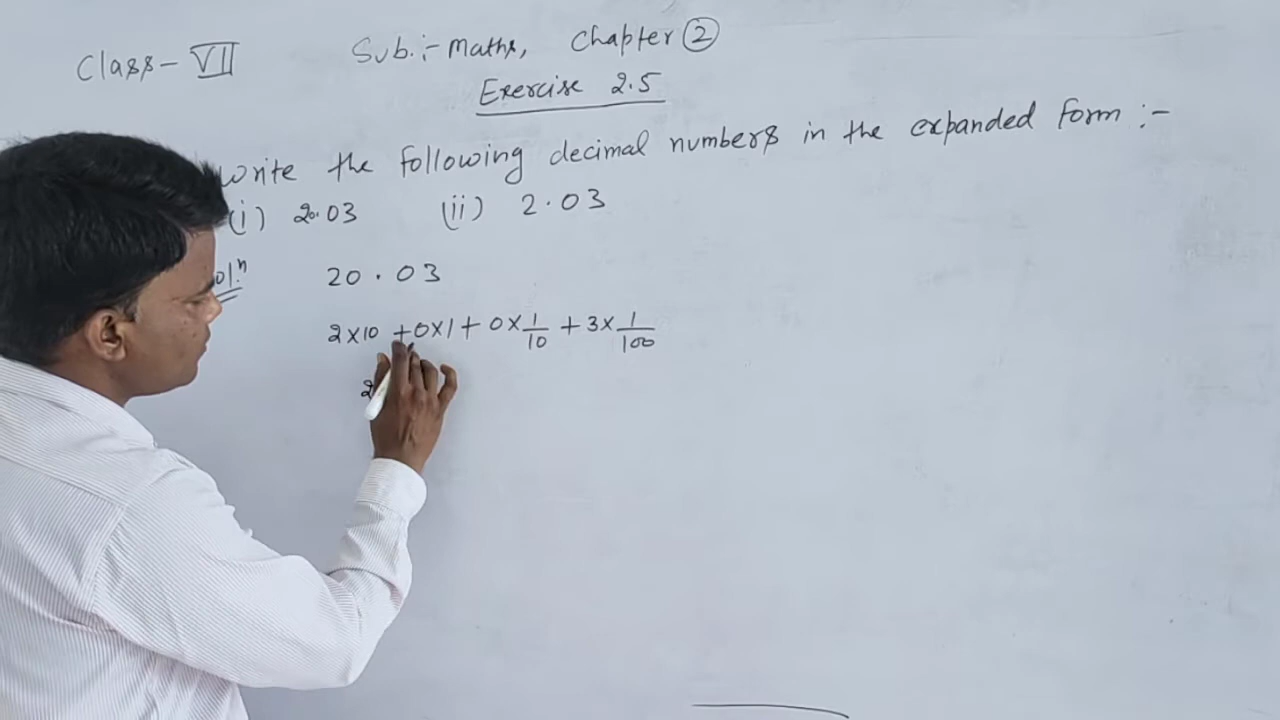 Class - VII Sub. :- maths, Chapter ②
Exercise 2.5
write the following decimal numbers in the expanded form :-
(i) 20.03 (ii) 2.03
20.03
2×10 + 0×1 + 0×1/10 + 3×1/100